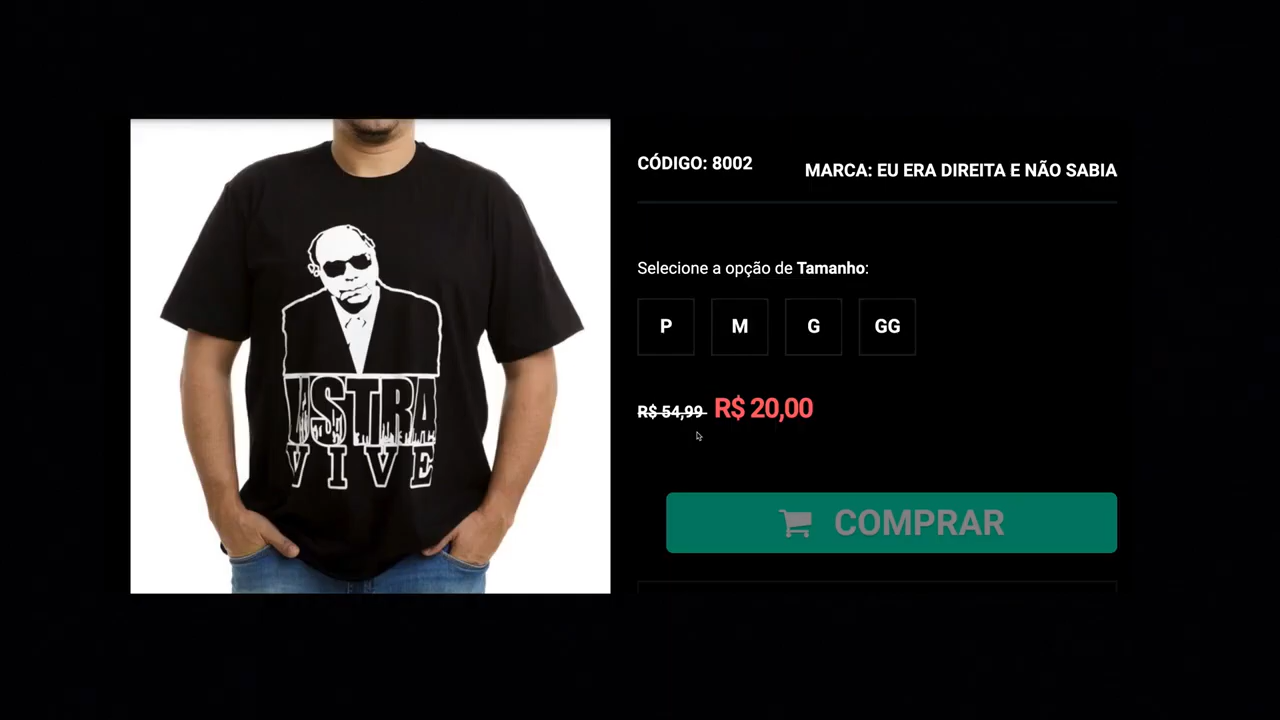 USTRA
VIVE
CÓDIGO: 8002
MARCA: EU ERA DIREITA E NÃO SABIA
Selecione a opção de Tamanho:
P M G GG
R$ 54,99 R$ 20,00
COMPRAR